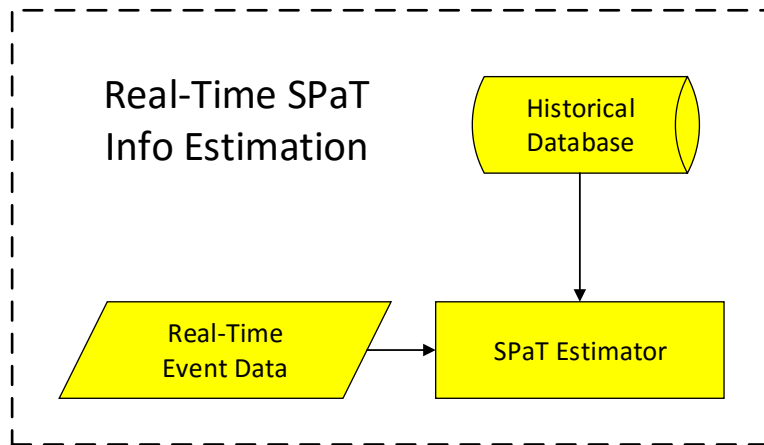 Real-Time SPaT
Info Estimation
Historical
Database
Real-Time
Event Data
SPaT Estimator